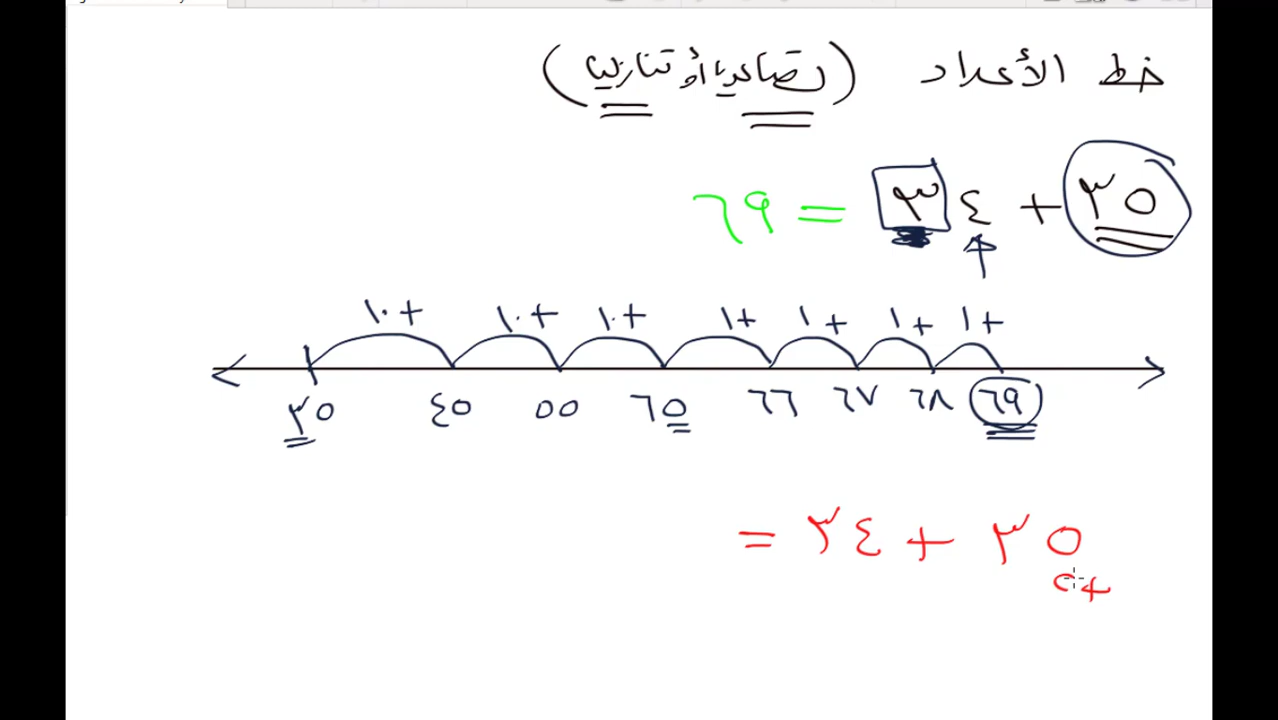 خط الأعداد (تصاعديا أو تنازليا)
٣٥ + ٣٤ = ٦٩
+١٠ +١٠ +١٠ +١ +١ +١ +١
٣٥ ٤٥ ٥٥ ٦٥ ٦٦ ٦٧ ٦٨ ٦٩
٣٥ + ٣٤ =